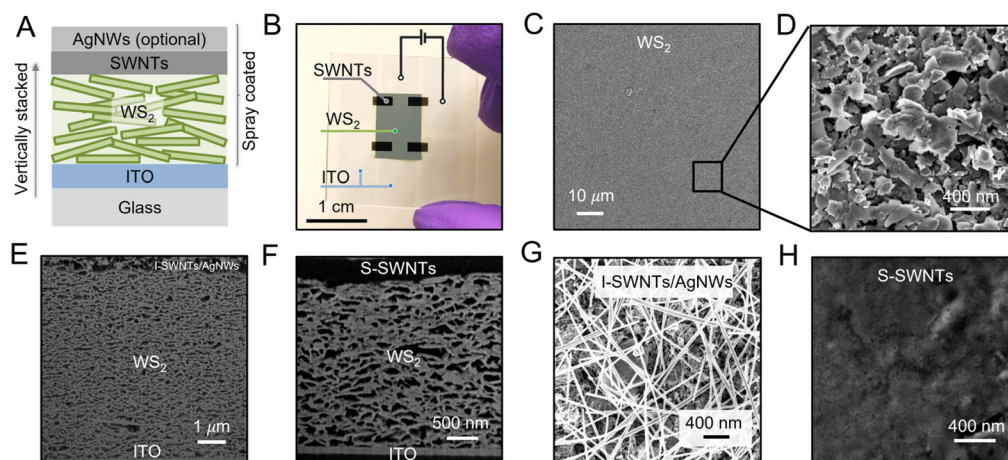 A
AgNWs (optional)
SWNTs
WS₂
ITO
Glass
Vertically stacked
Spray coated
B
SWNTs
WS₂
ITO
1 cm
C
WS₂
10 μm
D
400 nm
E
I-SWNTs/AgNWs
WS₂
1 μm
ITO
F
S-SWNTs
WS₂
500 nm
ITO
G
I-SWNTs/AgNWs
400 nm
H
S-SWNTs
400 nm